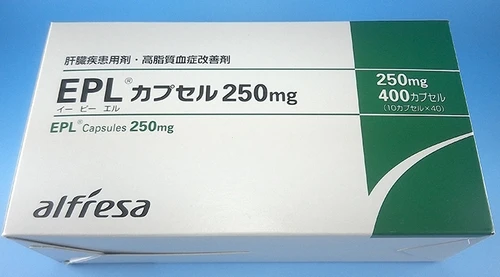 肝臓疾患用剤・高脂質血症改善剤
EPL®カプセル250mg
イー ピー エル
EPL®Capsules 250mg
250mg
400カプセル
(10カプセル×40)
alfresa